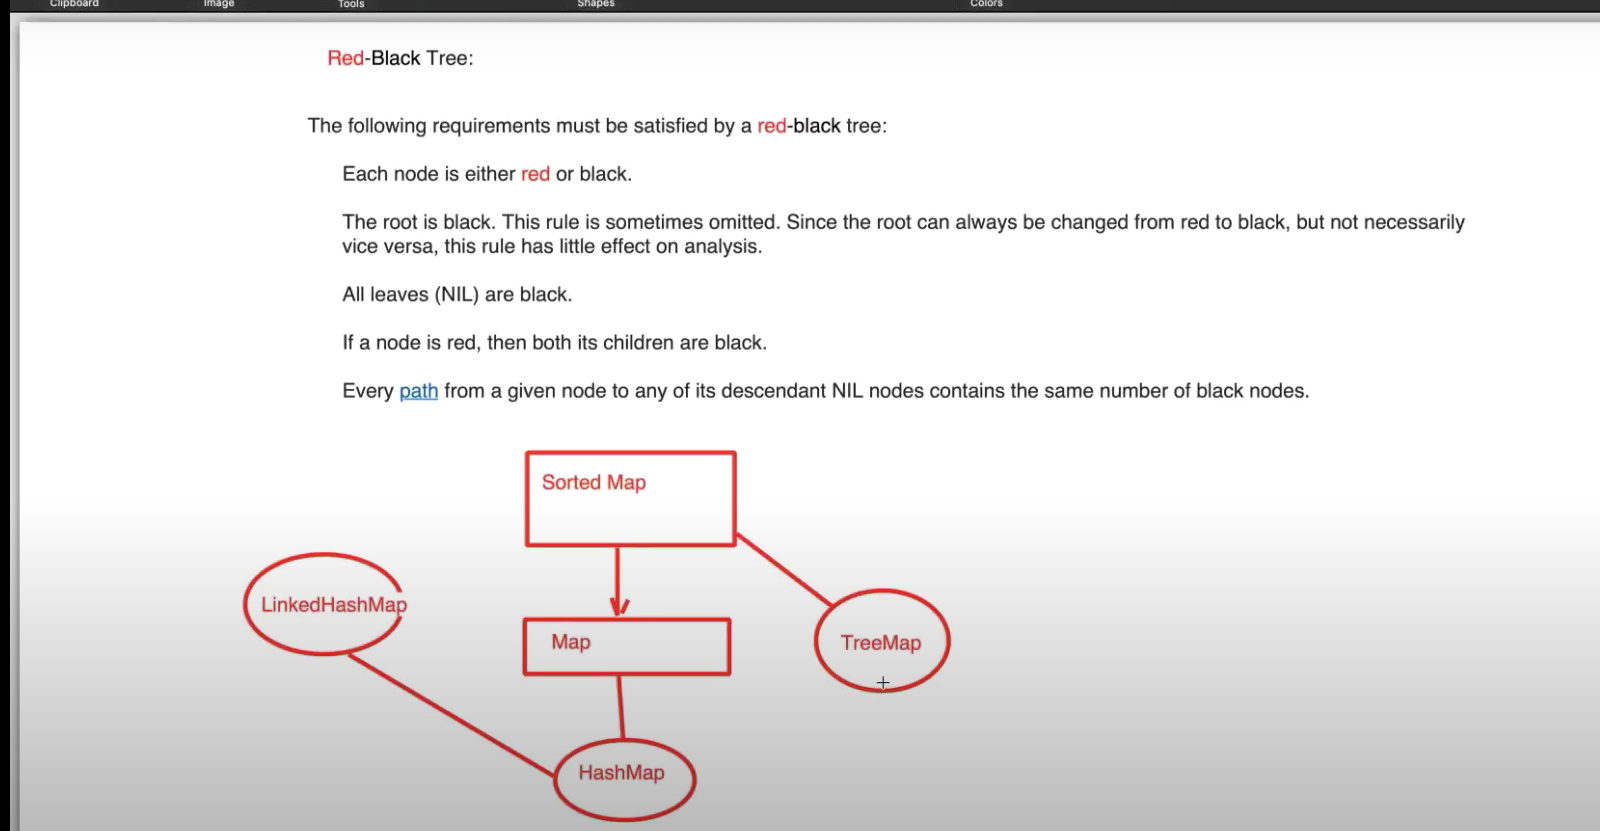 Clipboard Image Tools Shapes Colors
Red-Black Tree:
The following requirements must be satisfied by a red-black tree:
Each node is either red or black.
The root is black. This rule is sometimes omitted. Since the root can always be changed from red to black, but not necessarily
vice versa, this rule has little effect on analysis.
All leaves (NIL) are black.
If a node is red, then both its children are black.
Every path from a given node to any of its descendant NIL nodes contains the same number of black nodes.
Sorted Map
LinkedHashMap
Map
TreeMap
HashMap